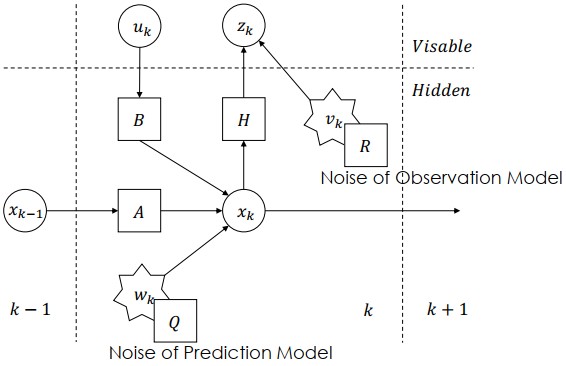 u_k
z_k
Visable
Hidden
B
H
v_k
R
Noise of Observation Model
x_{k-1}
A
x_k
w_k
Q
k − 1
k
k + 1
Noise of Prediction Model